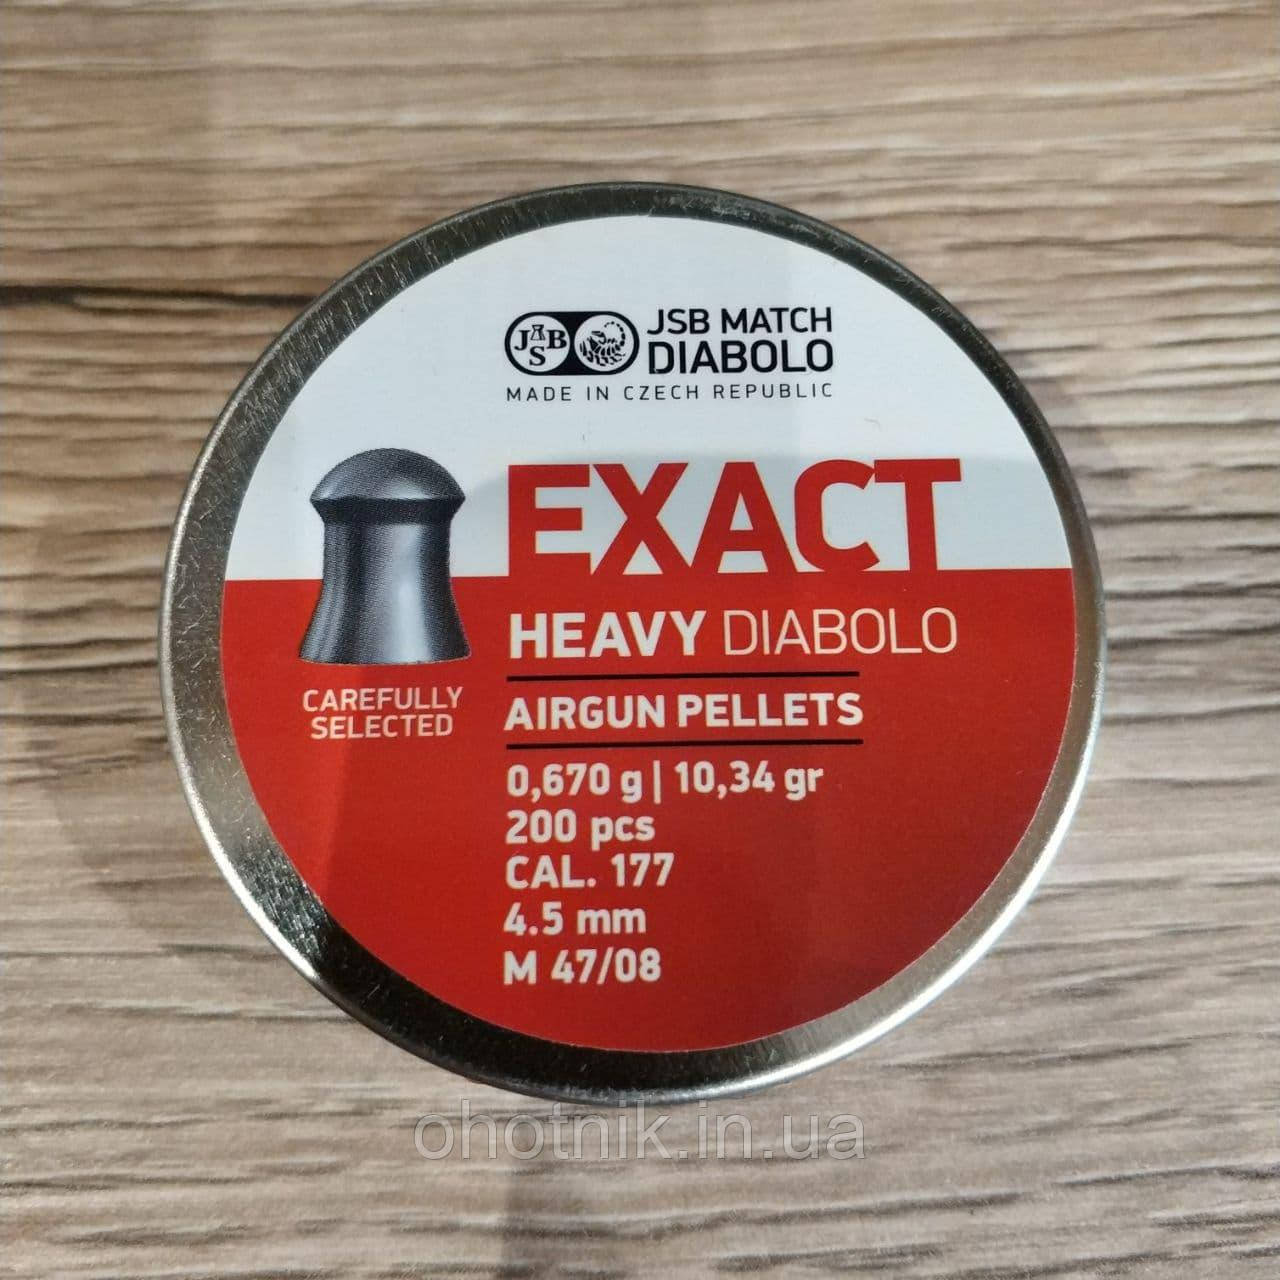 JSB
JSB MATCH
DIABOLO
MADE IN CZECH REPUBLIC
EXACT
HEAVY DIABOLO
CAREFULLY
SELECTED
AIRGUN PELLETS
0,670 g | 10,34 gr
200 pcs
CAL. 177
4.5 mm
M 47/08
ohotnik.in.ua